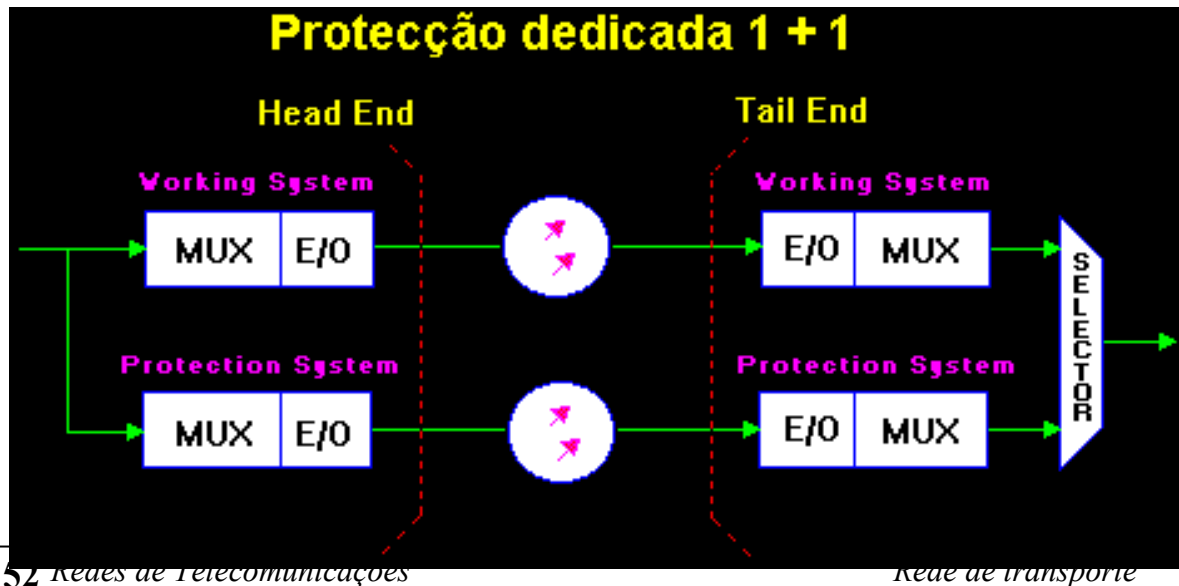 Protecção dedicada 1 + 1
Head End
Tail End
Working System
Working System
MUX E/O
E/O MUX
SELECTOR
Protection System
Protection System
MUX E/O
E/O MUX
52 Redes de Telecomunicações
Rede de transporte